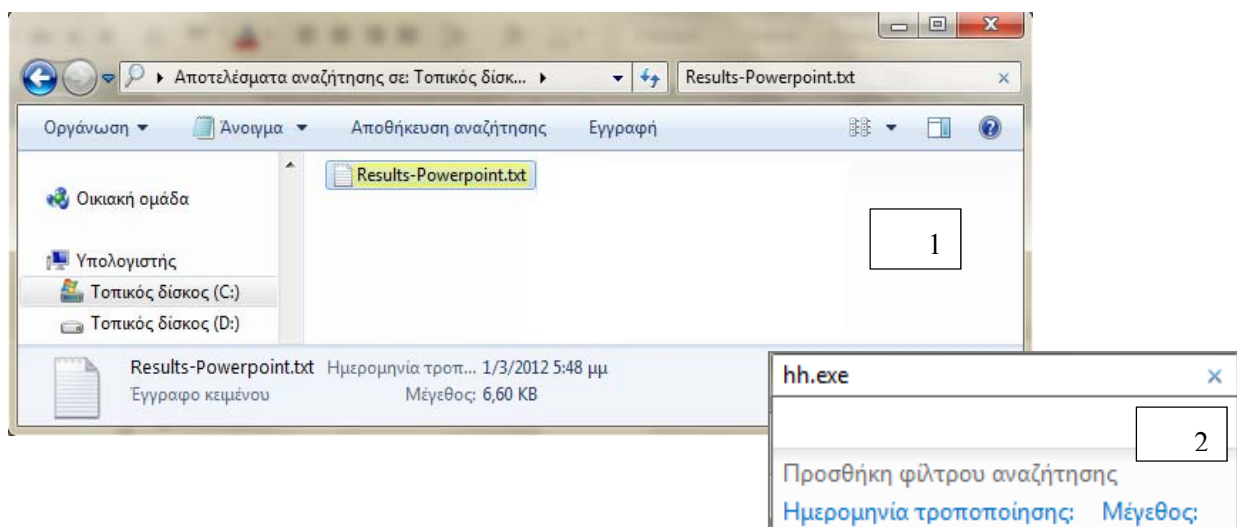 Αποτελέσματα αναζήτησης σε: Τοπικός δίσκ... Results-Powerpoint.txt
Οργάνωση Άνοιγμα Αποθήκευση αναζήτησης Εγγραφή
Results-Powerpoint.txt
Οικιακή ομάδα
1
Υπολογιστής
Τοπικός δίσκος (C:)
Τοπικός δίσκος (D:)
Results-Powerpoint.txt Ημερομηνία τροπ... 1/3/2012 5:48 μμ
Έγγραφο κειμένου Μέγεθος: 6,60 KB
hh.exe
2
Προσθήκη φίλτρου αναζήτησης
Ημερομηνία τροποποίησης: Μέγεθος: